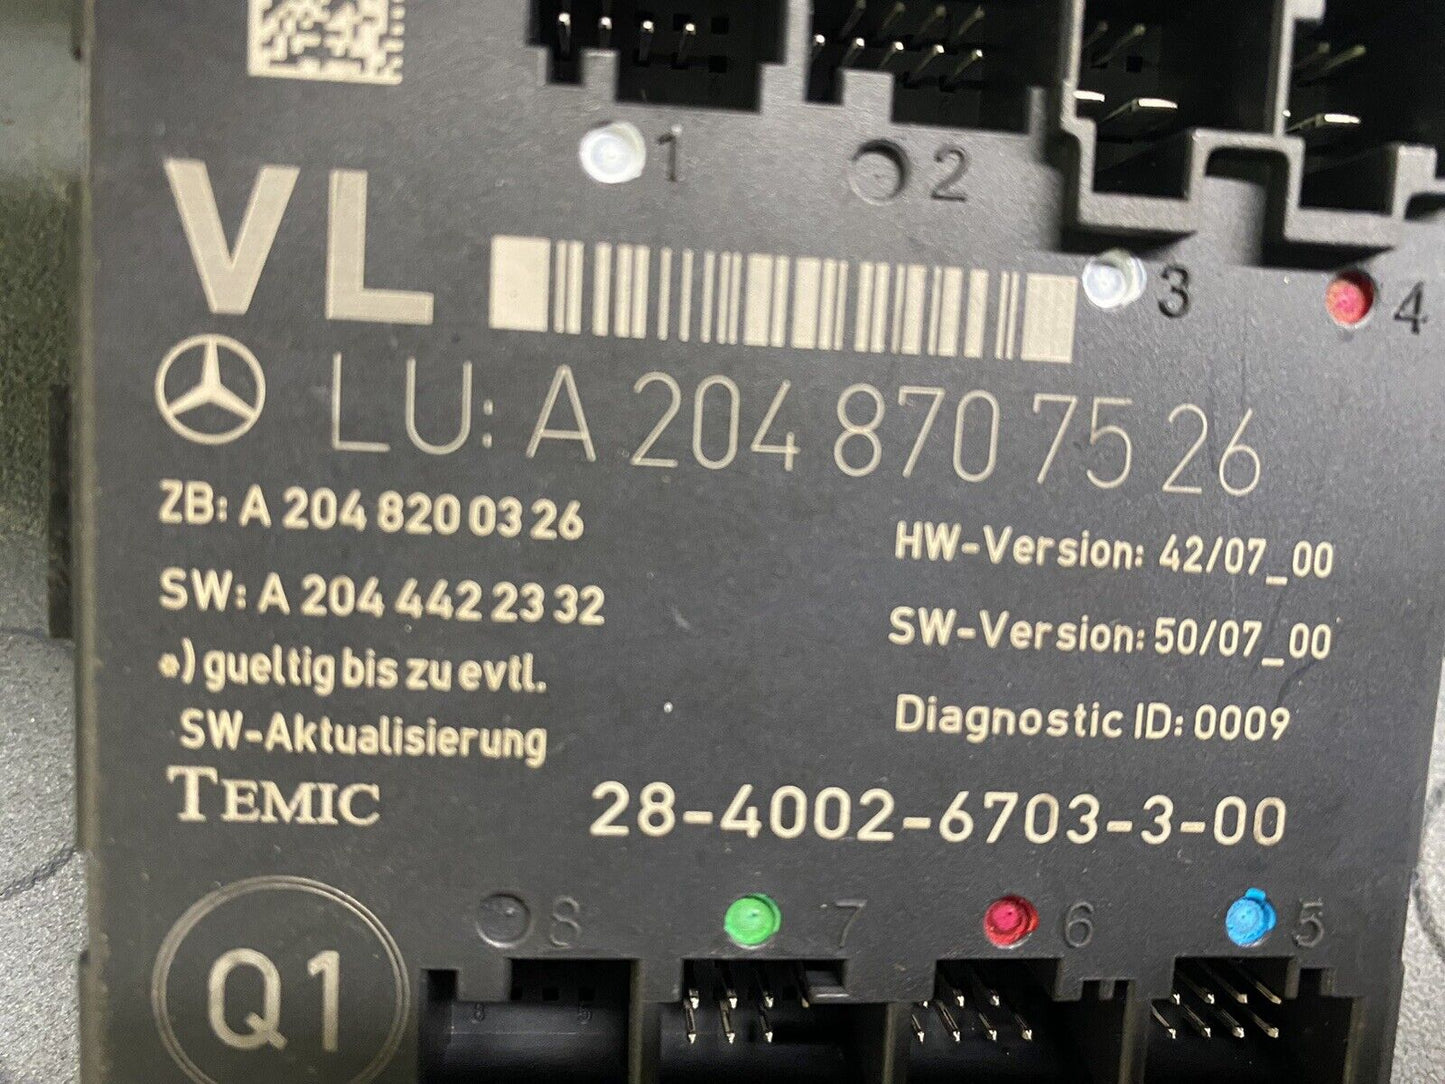 1
2
VL
3
4
LU: A 204 870 75 26
ZB: A 204 820 03 26
HW-Version: 42/07_00
SW: A 204 442 23 32
SW-Version: 50/07_00
*) gueltig bis zu evtl.
SW-Aktualisierung
Diagnostic ID: 0009
TEMIC
28-4002-6703-3-00
8
7
6
5
Q1